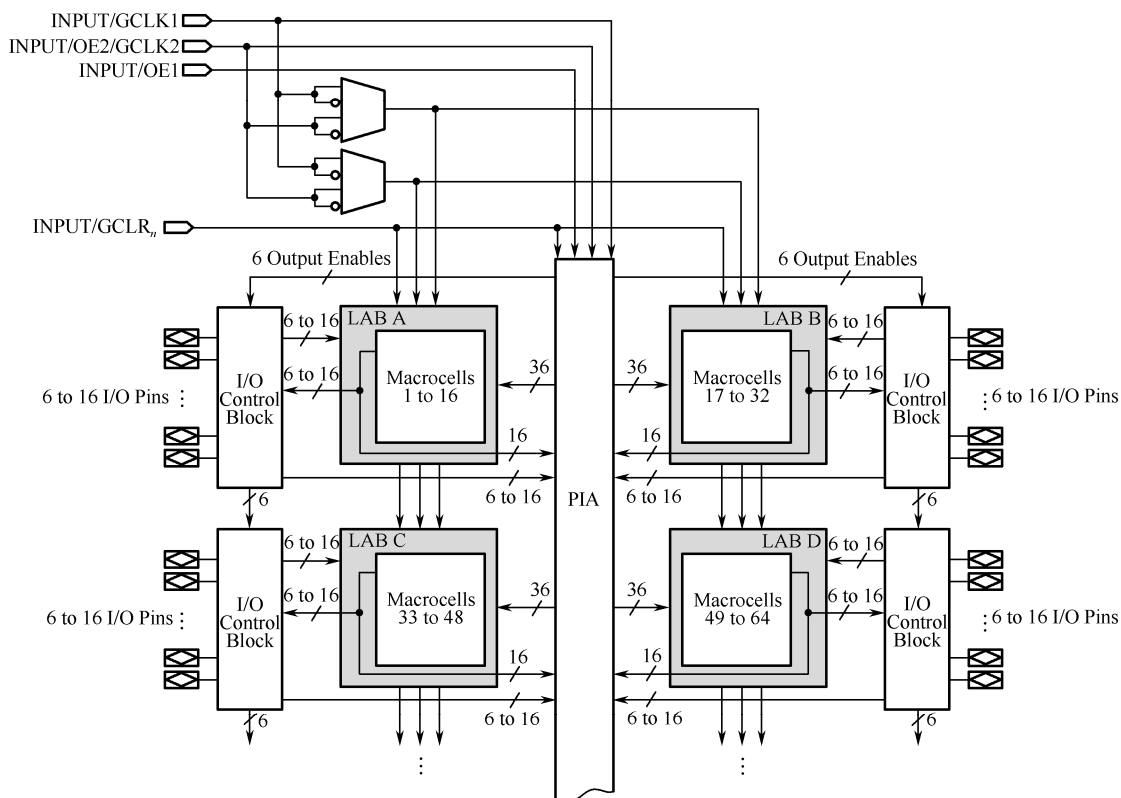 INPUT/GCLK1
INPUT/OE2/GCLK2
INPUT/OE1
INPUT/GCLRn
6 Output Enables
6 Output Enables
LAB A
6 to 16
6 to 16
I/O
Control
Block
6 to 16 I/O Pins
Macrocells
1 to 16
36
16
6 to 16
6
PIA
LAB B
6 to 16
6 to 16
I/O
Control
Block
6 to 16 I/O Pins
Macrocells
17 to 32
36
16
6 to 16
6
LAB C
6 to 16
6 to 16
I/O
Control
Block
6 to 16 I/O Pins
Macrocells
33 to 48
36
16
6 to 16
6
LAB D
6 to 16
6 to 16
I/O
Control
Block
6 to 16 I/O Pins
Macrocells
49 to 64
36
16
6 to 16
6